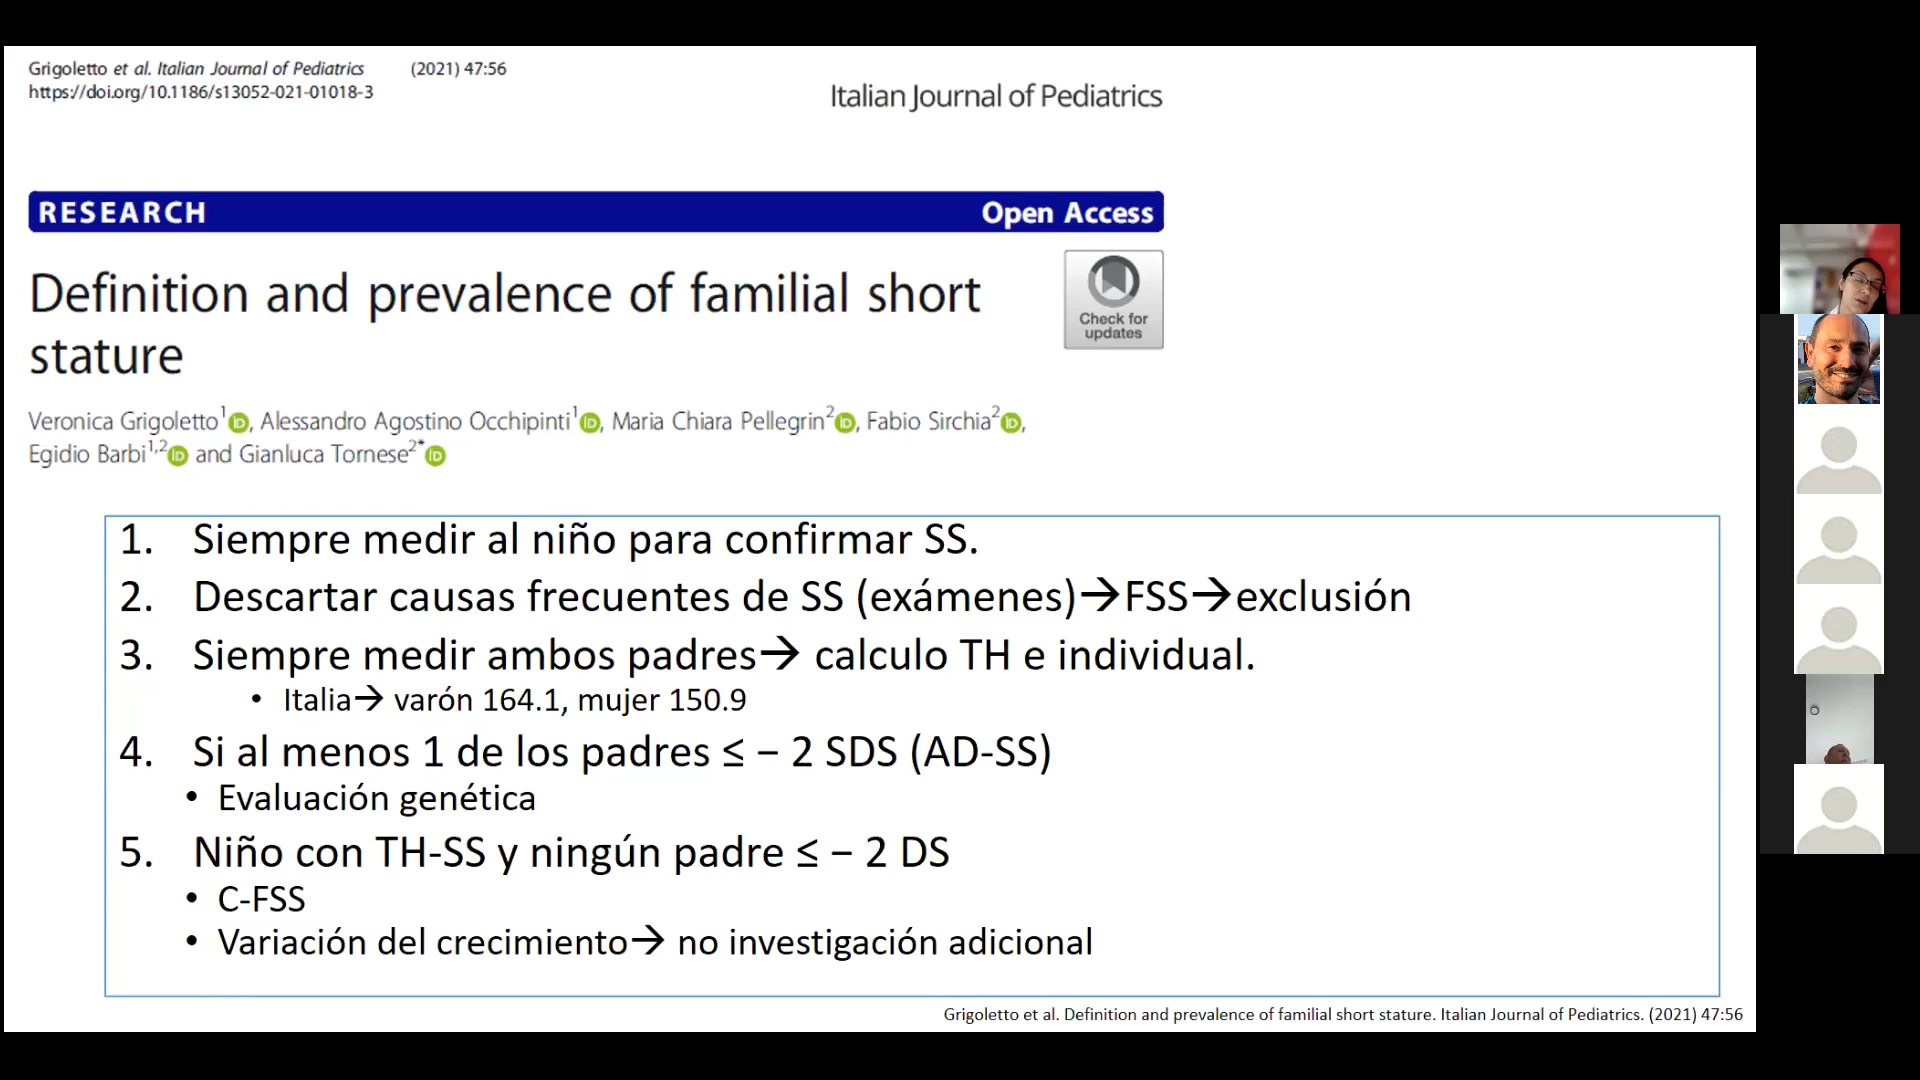 Grigoletto et al. Italian Journal of Pediatrics (2021) 47:56
https://doi.org/10.1186/s13052-021-01018-3
Italian Journal of Pediatrics
RESEARCH Open Access
Definition and prevalence of familial short
stature
Check for
updates
Veronica Grigoletto1 iD, Alessandro Agostino Occhipinti1 iD, Maria Chiara Pellegrin2 iD, Fabio Sirchia2 iD,
Egidio Barbi1,2 iD and Gianluca Tornese2* iD
1. Siempre medir al niño para confirmar SS.
2. Descartar causas frecuentes de SS (exámenes)→FSS→exclusión
3. Siempre medir ambos padres→ calculo TH e individual.
• Italia→ varón 164.1, mujer 150.9
4. Si al menos 1 de los padres ≤ − 2 SDS (AD-SS)
• Evaluación genética
5. Niño con TH-SS y ningún padre ≤ − 2 DS
• C-FSS
• Variación del crecimiento→ no investigación adicional
Grigoletto et al. Definition and prevalence of familial short stature. Italian Journal of Pediatrics. (2021) 47:56